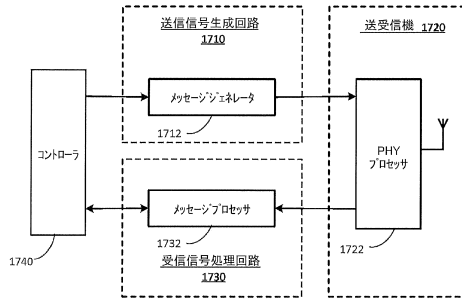 送信信号生成回路
1710
送受信機 1720
メッセージジェネレータ
1712
コントローラ
PHY
プロセッサ
メッセージプロセッサ
1732
1722
1740
受信信号処理回路
1730